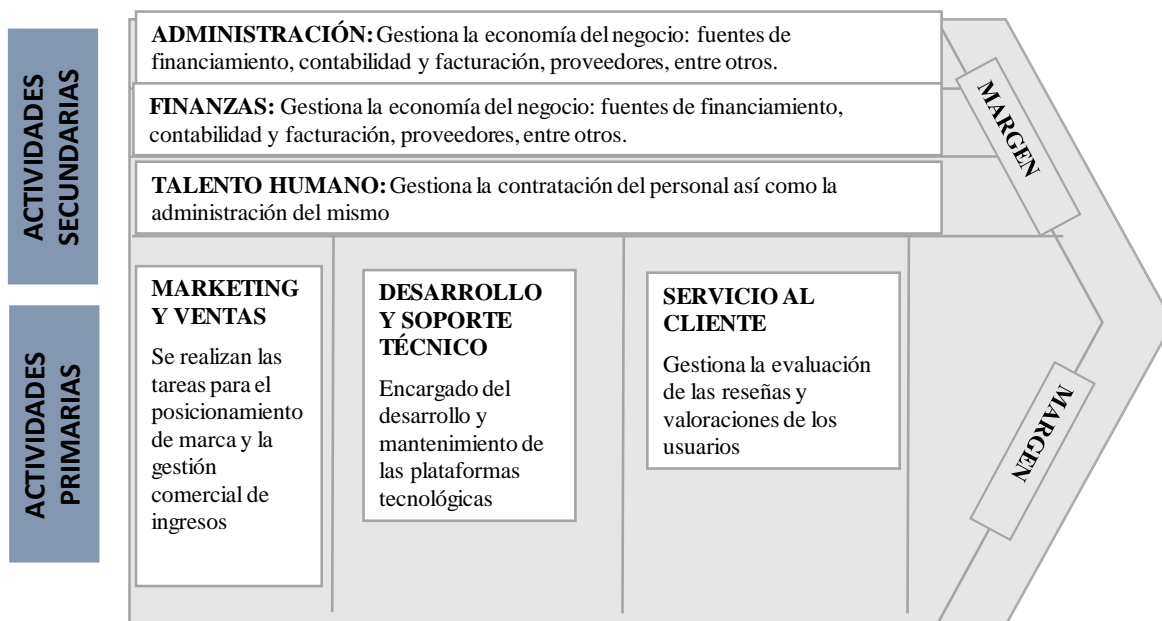 ACTIVIDADES
SECUNDARIAS
ADMINISTRACIÓN: Gestiona la economía del negocio: fuentes de
financiamiento, contabilidad y facturación, proveedores, entre otros.
FINANZAS: Gestiona la economía del negocio: fuentes de financiamiento,
contabilidad y facturación, proveedores, entre otros.
TALENTO HUMANO: Gestiona la contratación del personal así como la
administración del mismo
MARGEN
ACTIVIDADES
PRIMARIAS
MARKETING
Y VENTAS
Se realizan las
tareas para el
posicionamiento
de marca y la
gestión
comercial de
ingresos
DESARROLLO
Y SOPORTE
TÉCNICO
Encargado del
desarrollo y
mantenimiento de
las plataformas
tecnológicas
SERVICIO AL
CLIENTE
Gestiona la evaluación
de las reseñas y
valoraciones de los
usuarios
MARGEN